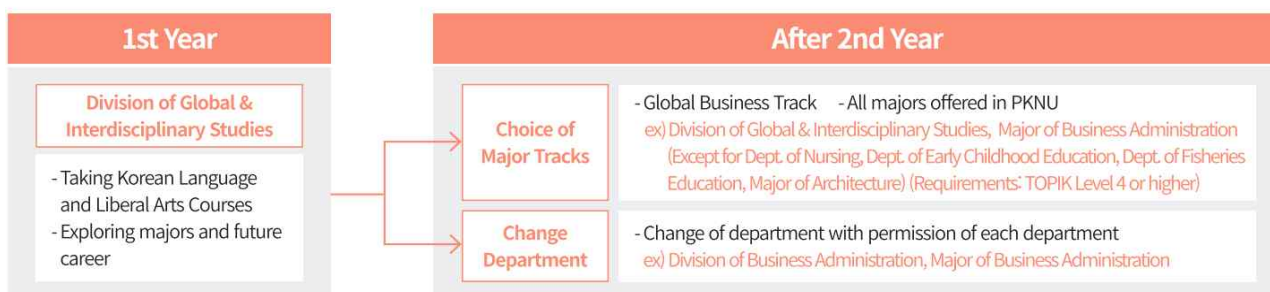 1st Year
Division of Global &
Interdisciplinary Studies
- Taking Korean Language
and Liberal Arts Courses
- Exploring majors and future
career
After 2nd Year
Choice of
Major Tracks
- Global Business Track - All majors offered in PKNU
ex) Division of Global & Interdisciplinary Studies, Major of Business Administration
(Except for Dept. of Nursing, Dept. of Early Childhood Education, Dept. of Fisheries
Education, Major of Architecture) (Requirements: TOPIK Level 4 or higher)
Change
Department
- Change of department with permission of each department
ex) Division of Business Administration, Major of Business Administration